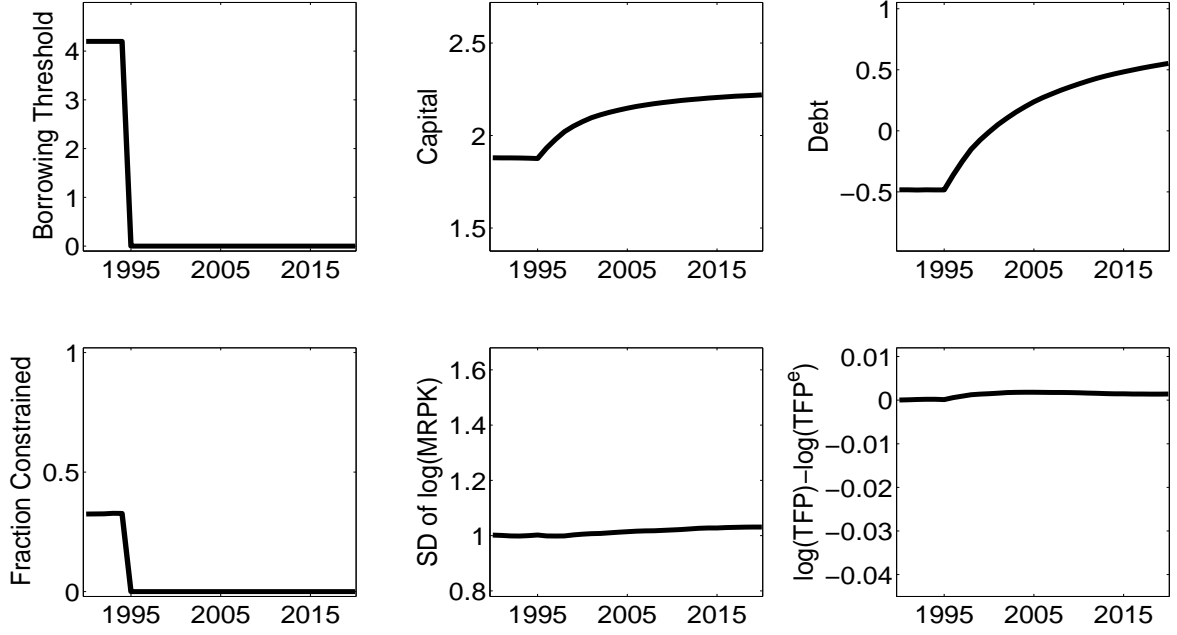 Borrowing Threshold
4
3
2
1
0
1995 2005 2015
Capital
2.5
2
1.5
1995 2005 2015
Debt
1
0.5
0
−0.5
1995 2005 2015
Fraction Constrained
1
0.5
0
1995 2005 2015
SD of log(MRPK)
1.6
1.4
1.2
1
0.8
1995 2005 2015
log(TFP)−log(TFPᵉ)
0.01
0
−0.01
−0.02
−0.03
−0.04
1995 2005 2015